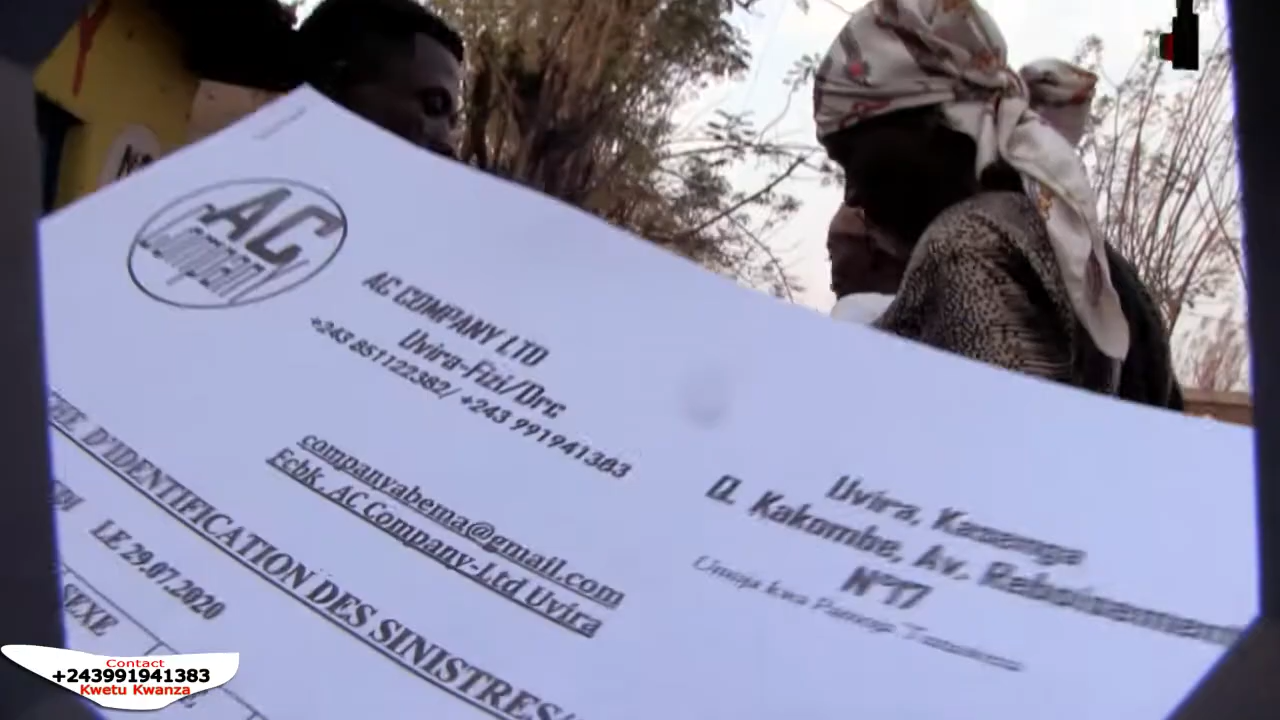 AC
Company
AC COMPANY LTD
Uvira-Fizi/Drc
+243 851122382/ +243 991941383
companyabema@gmail.com
Fcbk. AC Company-Ltd Uvira
Uvira,
Q. Kakombe, Av.
N°17
D'IDENTIFICATION DES SINISTRES/
LE 29.07.2020
SEXE
Contact
+243991941383
Kwetu Kwanza